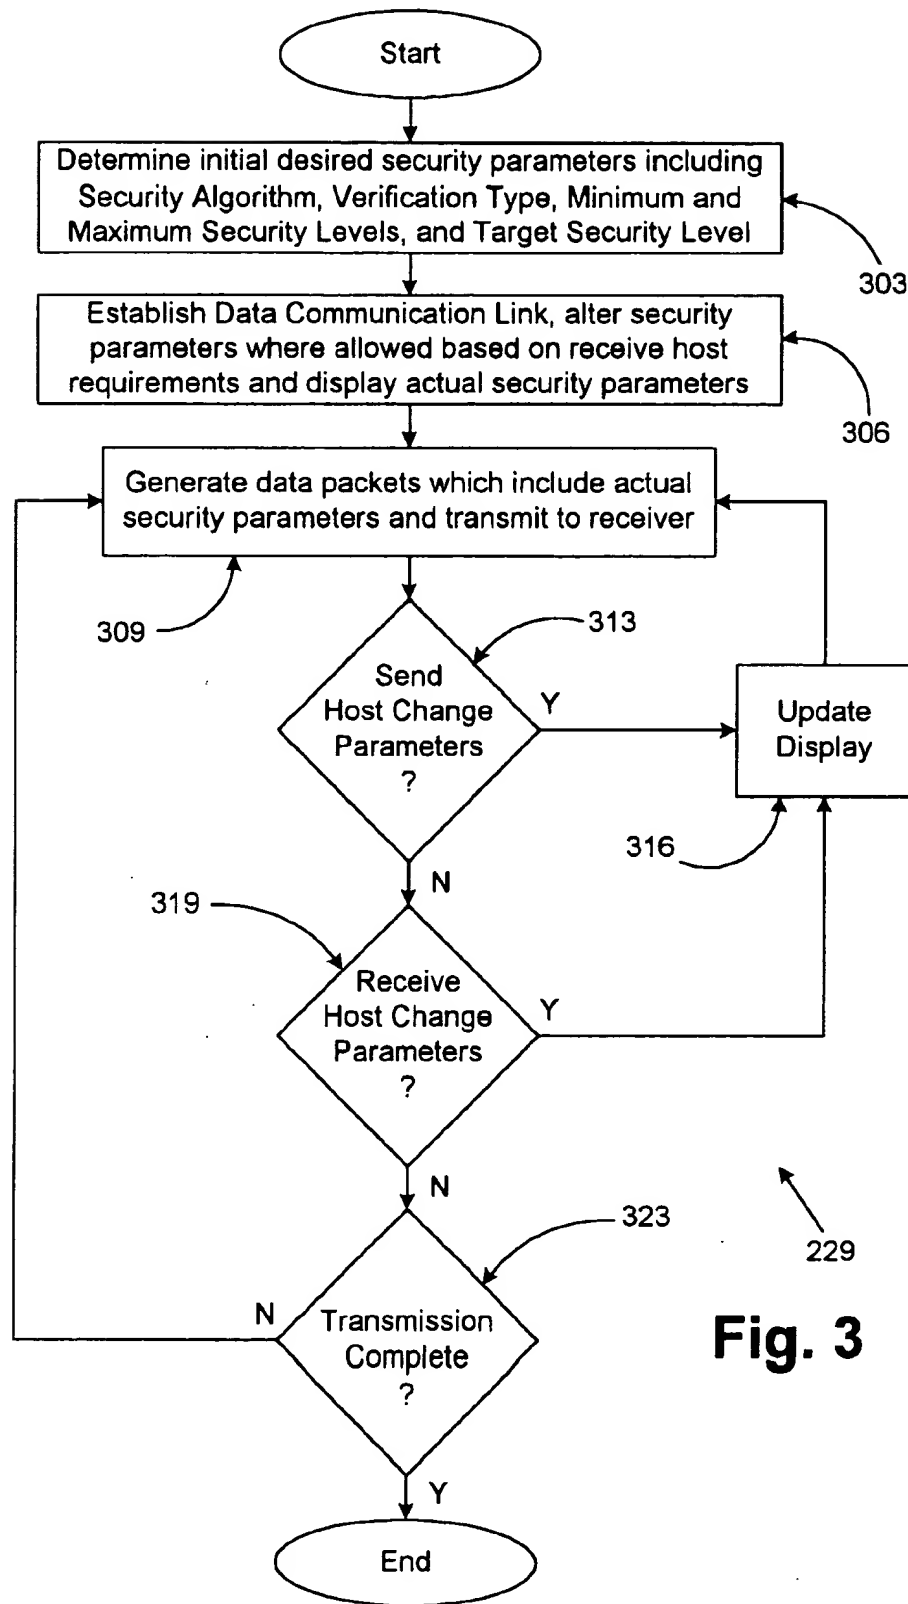 Start
Determine initial desired security parameters including
Security Algorithm, Verification Type, Minimum and
Maximum Security Levels, and Target Security Level
303
Establish Data Communication Link, alter security
parameters where allowed based on receive host
requirements and display actual security parameters
306
Generate data packets which include actual
security parameters and transmit to receiver
309
313
Send
Host Change
Parameters
?
Y
Update
Display
316
N
319
Receive
Host Change
Parameters
?
Y
N
323
229
N
Transmission
Complete
?
Fig. 3
Y
End